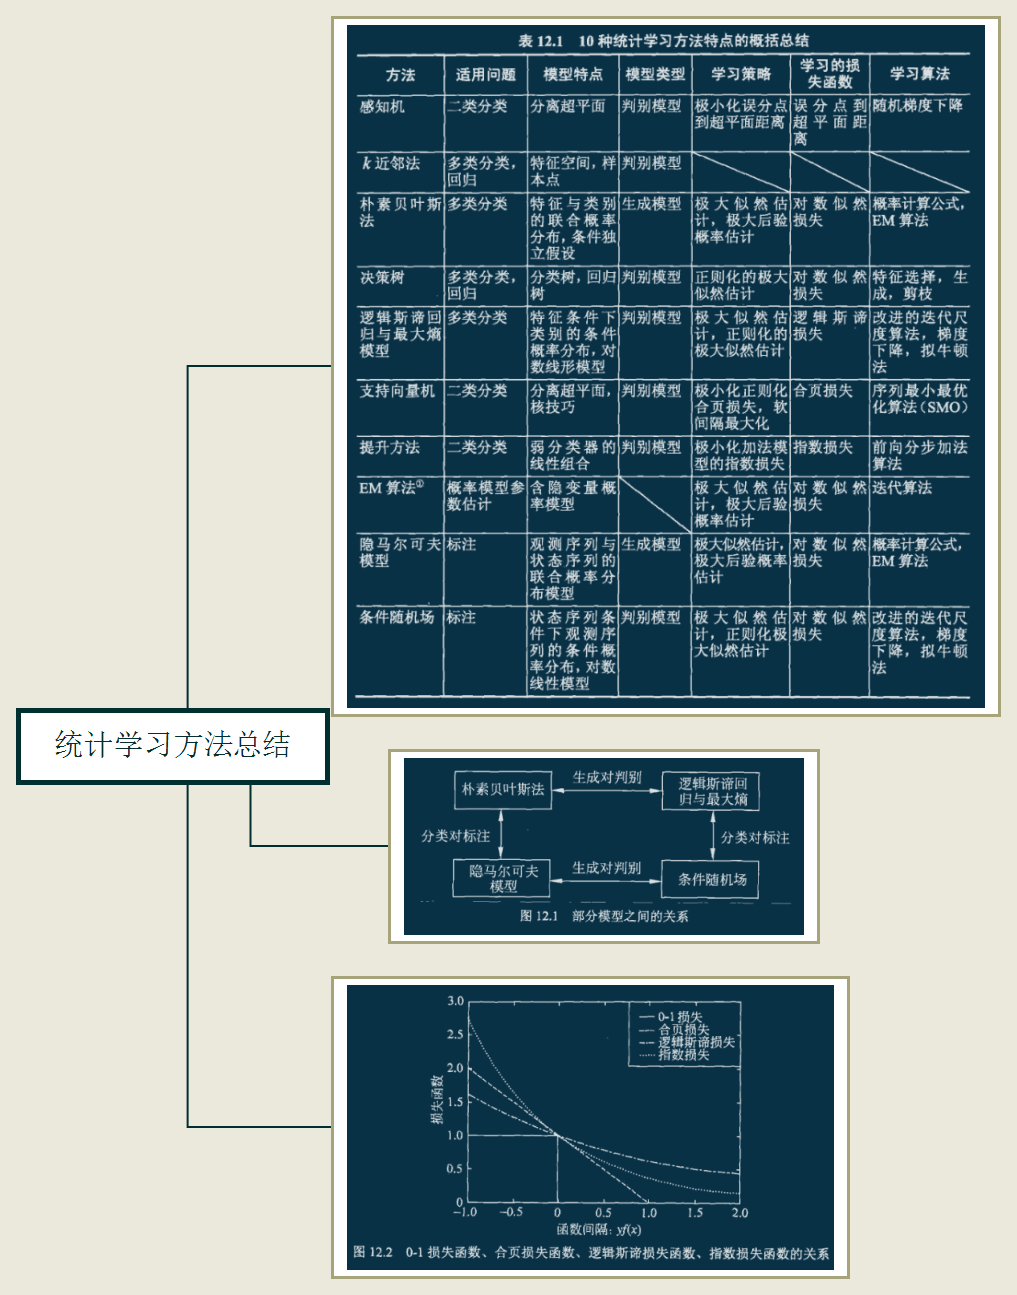 表 12.1 10 种统计学习方法特点的概括总结
方法 适用问题 模型特点 模型类型 学习策略 学习的损失函数 学习算法
感知机 二类分类 分离超平面 判别模型 极小化误分点到超平面距离 误分点到超平面距离 随机梯度下降
k 近邻法 多类分类，回归 特征空间，样本点 判别模型
朴素贝叶斯法 多类分类 特征与类别的联合概率分布，条件独立假设 生成模型 极大似然估计，极大后验概率估计 对数似然损失 概率计算公式，EM 算法
决策树 多类分类，回归 分类树，回归树 判别模型 正则化的极大似然估计 对数似然损失 特征选择，生成，剪枝
逻辑斯谛回归与最大熵模型 多类分类 特征条件下类别的条件概率分布，对数线形模型 判别模型 极大似然估计，正则化的极大似然估计 逻辑斯谛损失 改进的迭代尺度算法，梯度下降，拟牛顿法
支持向量机 二类分类 分离超平面，核技巧 判别模型 极小化正则化合页损失，软间隔最大化 合页损失 序列最小最优化算法（SMO）
提升方法 二类分类 弱分类器的线性组合 判别模型 极小化加法模型的指数损失 指数损失 前向分步加法算法
EM 算法① 概率模型参数估计 含隐变量概率模型 极大似然估计，极大后验概率估计 对数似然损失 迭代算法
隐马尔可夫模型 标注 观测序列与状态序列的联合概率分布模型 生成模型 极大似然估计，极大后验概率估计 对数似然损失 概率计算公式，EM 算法
条件随机场 标注 状态序列条件下观测序列的条件概率分布，对数线性模型 判别模型 极大似然估计，正则化极大似然估计 对数似然损失 改进的迭代尺度算法，梯度下降，拟牛顿法
统计学习方法总结
朴素贝叶斯法 生成对判别 逻辑斯谛回归与最大熵
分类对标注 分类对标注
隐马尔可夫模型 生成对判别 条件随机场
图 12.1 部分模型之间的关系
3.0
2.5
2.0
1.5
1.0
0.5
0
损失函数
0-1 损失
合页损失
逻辑斯谛损失
指数损失
-1.0 -0.5 0 0.5 1.0 1.5 2.0
函数间隔: yf(x)
图 12.2 0-1 损失函数、合页损失函数、逻辑斯谛损失函数、指数损失函数的关系